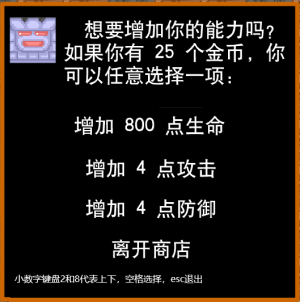 想要增加你的能力吗?
如果你有 25 个金币, 你
可以任意选择一项:
增加 800 点生命
增加 4 点攻击
增加 4 点防御
离开商店
小数字键盘2和8代表上下，空格选择，esc退出